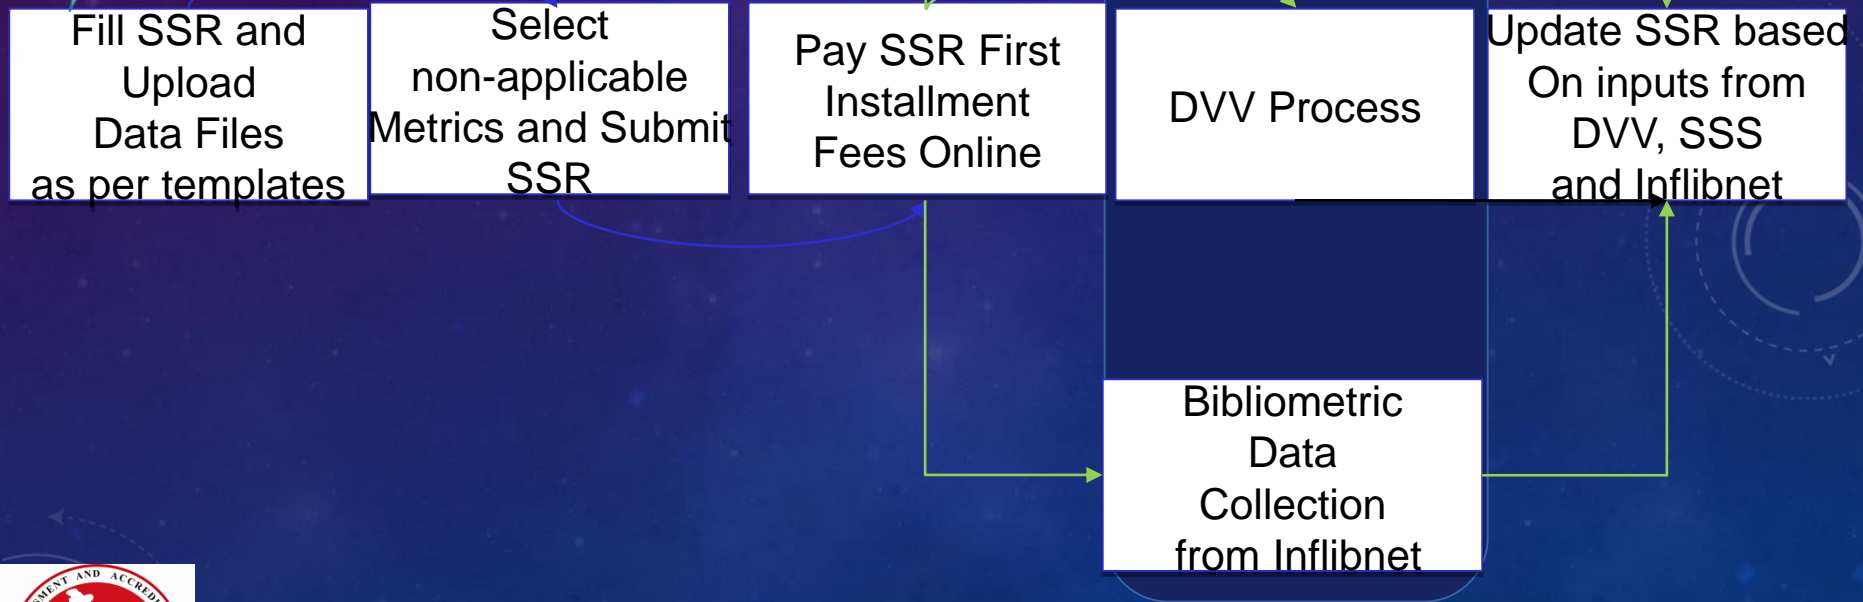 Fill SSR and
Upload
Data Files
as per templates
Select
non-applicable
Metrics and Submit
SSR
Pay SSR First
Installment
Fees Online
DVV Process
Update SSR based
On inputs from
DVV, SSS
and Inflibnet
Bibliometric
Data
Collection
from Inflibnet
AND